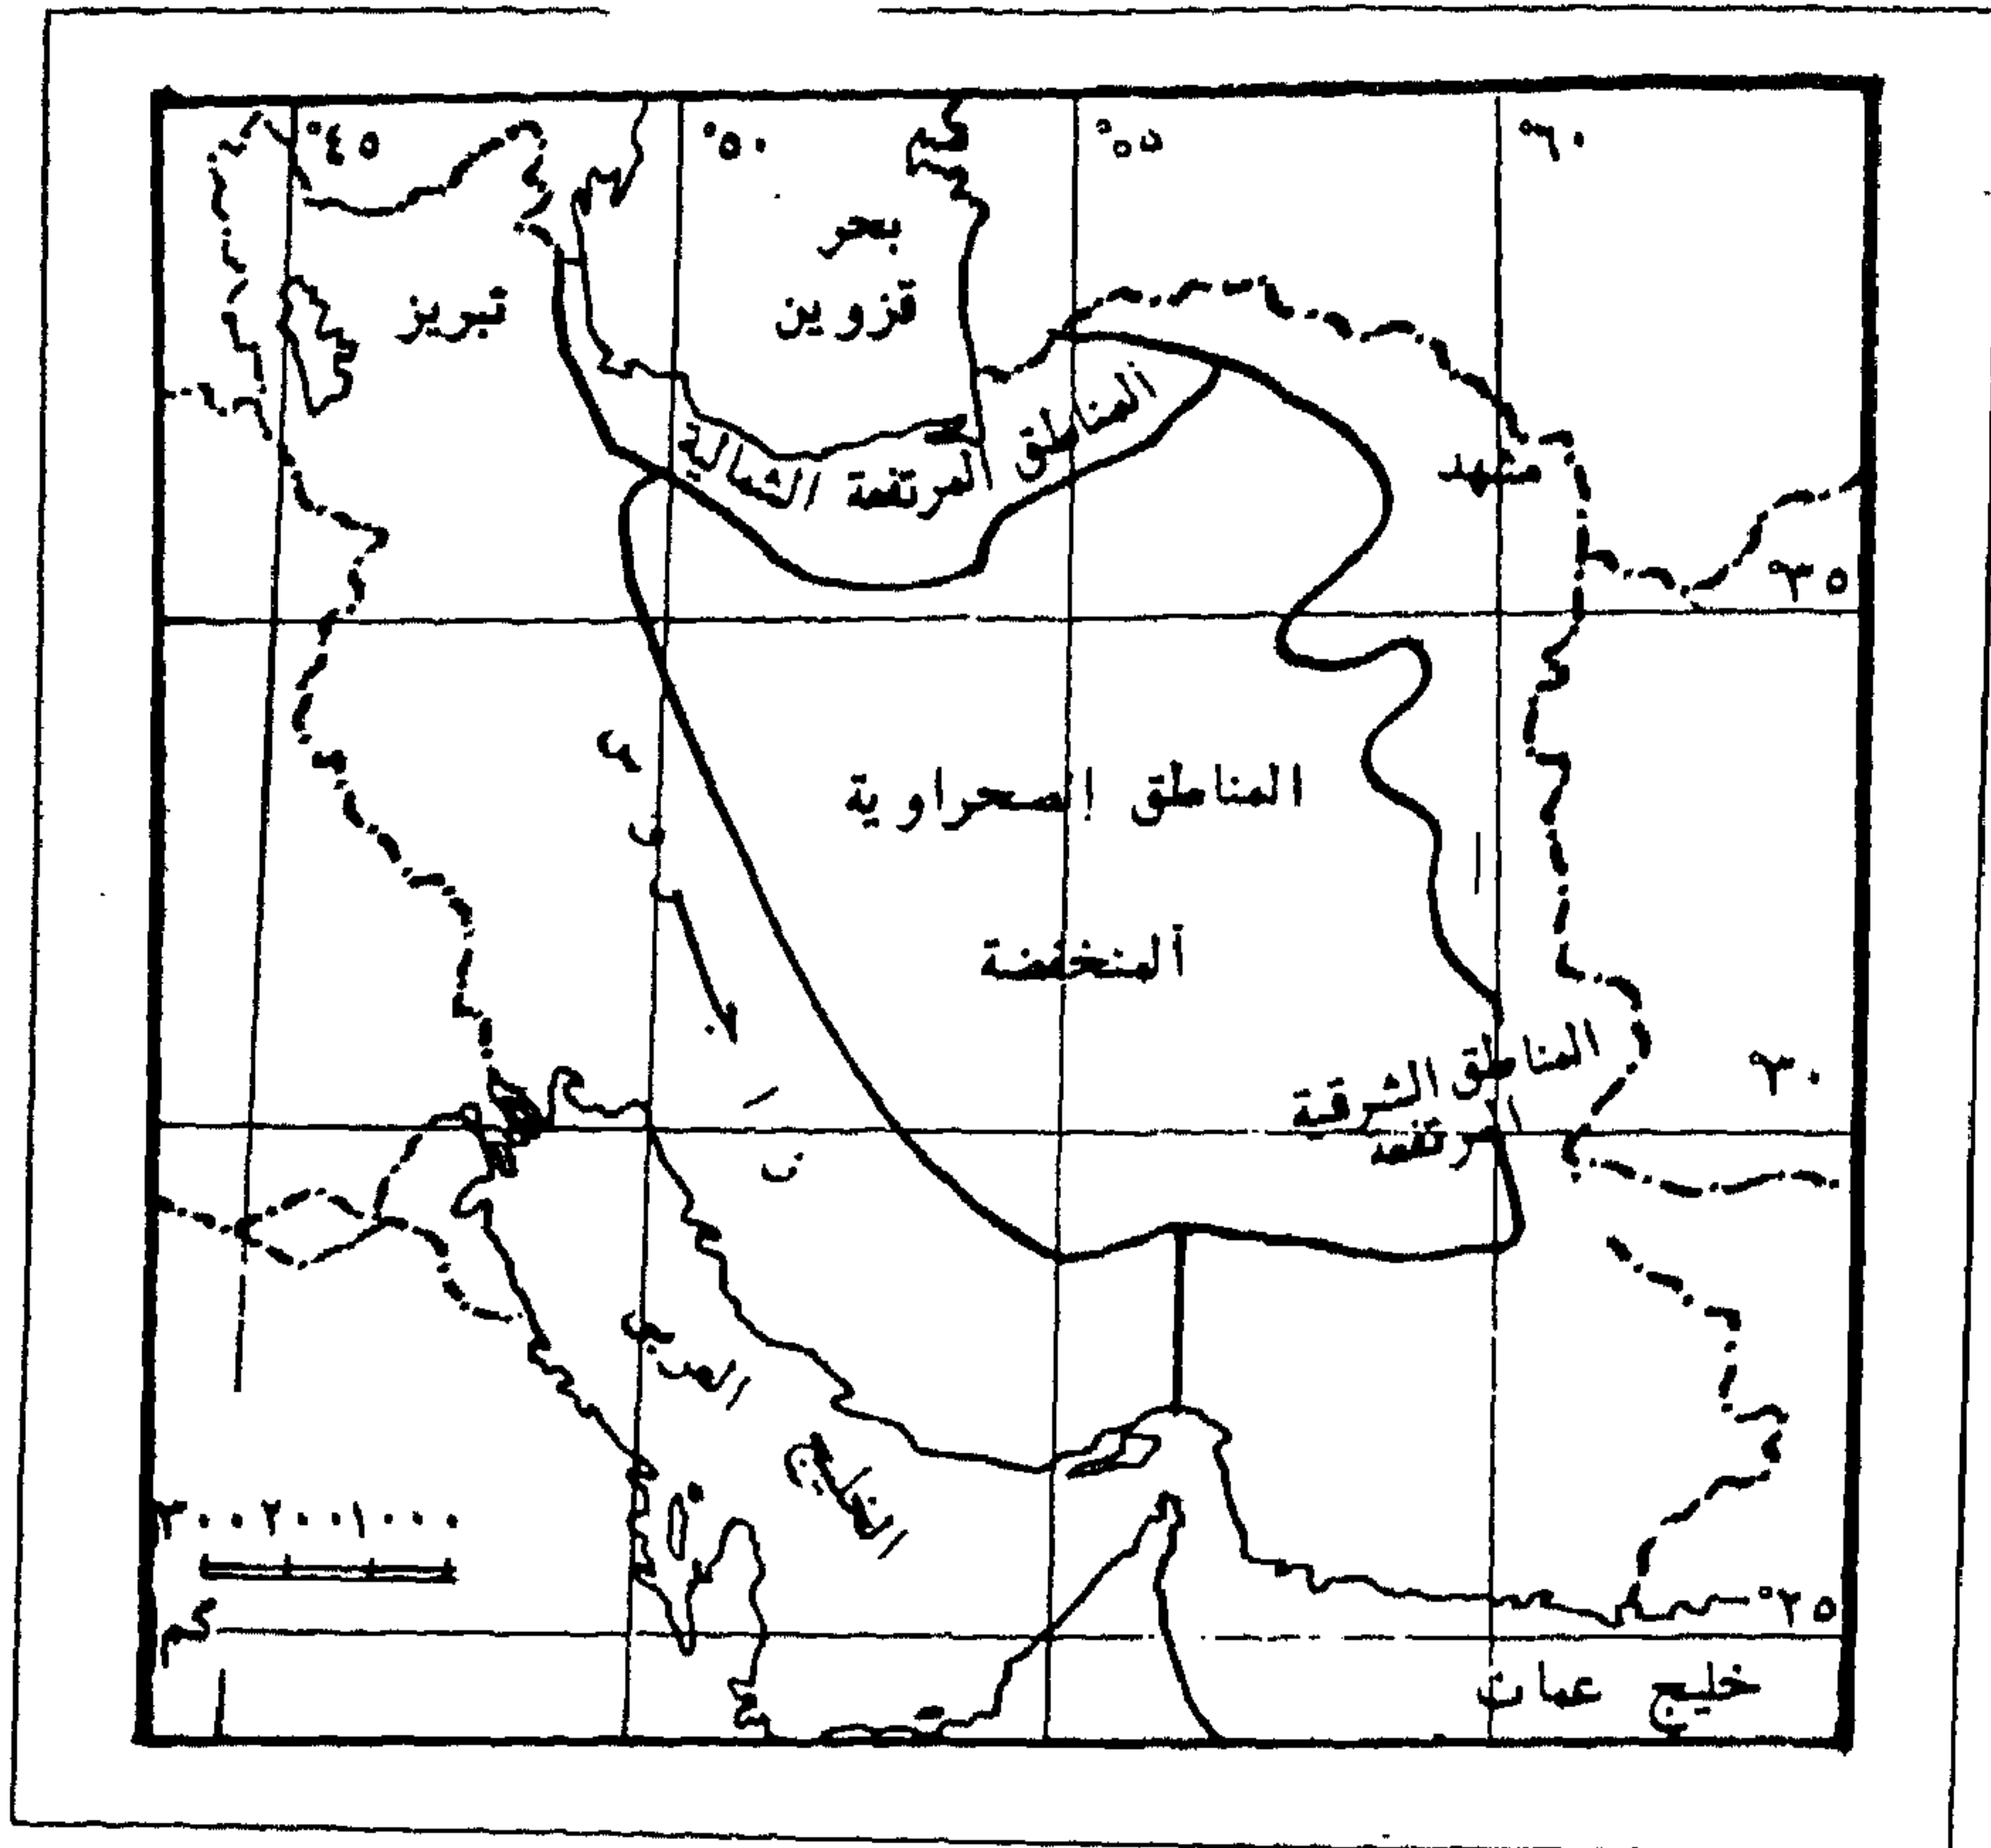 °٤٥
°٥٠
°٥٥
°٦٠
بحر
قزوين
تبريز
المناطق المرتفعة الشمالية
مشهد
°٣٥
المناطق الصحراوية
المنخفضة
المناطق الشرقية
المرتفعة
°٣٠
الخليج العربي
٣٠٠ ٢٠٠ ١٠٠ ٠
كم
°٢٥
خليج عمان